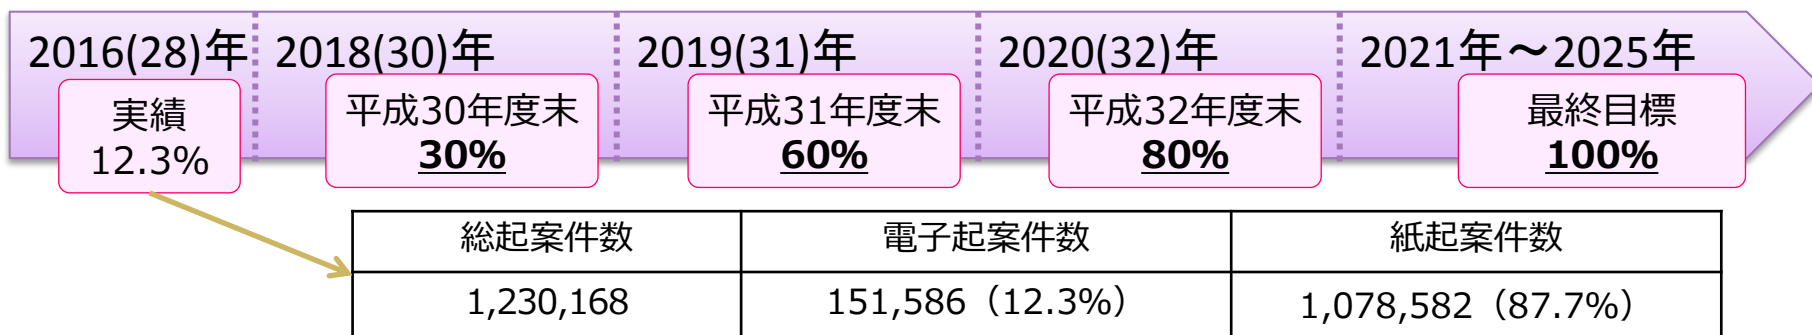 2016(28)年 2018(30)年 2019(31)年 2020(32)年 2021年～2025年
実績 平成30年度末 平成31年度末 平成32年度末 最終目標
12.3% 30% 60% 80% 100%
総起案件数 電子起案件数 紙起案件数
1,230,168 151,586（12.3%） 1,078,582（87.7%）